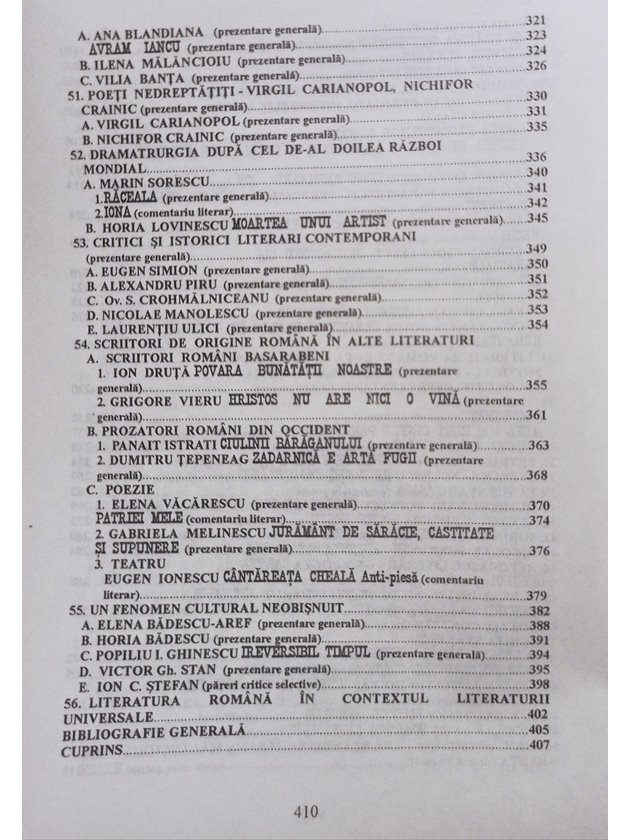 A. ANA BLANDIANA (prezentare generală)........321
AVRAM IANCU (prezentare generală)........323
B. ILENA MĂLĂNCIOIU (prezentare generală)........324
C. VILIA BANȚA (prezentare generală)........326
51. POEȚI NEDREPTĂȚIȚI - VIRGIL CARIANOPOL, NICHIFOR
CRAINIC (prezentare generală)........330
A. VIRGIL CARIANOPOL (prezentare generală)........331
B. NICHIFOR CRAINIC (prezentare generală)........335
52. DRAMATRURGIA DUPĂ CEL DE-AL DOILEA RĂZBOI
MONDIAL........336
A. MARIN SORESCU........340
1. RĂCEALA (prezentare generală)........341
2. IONA (comentariu literar)........342
B. HORIA LOVINESCU MOARTEA UNUI ARTIST (prezentare generală)........345
53. CRITICI ȘI ISTORICI LITERARI CONTEMPORANI
(prezentare generală)........349
A. EUGEN SIMION (prezentare generală)........350
B. ALEXANDRU PIRU (prezentare generală)........351
C. Ov. S. CROHMĂLNICEANU (prezentare generală)........352
D. NICOLAE MANOLESCU (prezentare generală)........353
E. LAURENȚIU ULICI (prezentare generală)........354
54. SCRIITORI DE ORIGINE ROMÂNĂ ÎN ALTE LITERATURI
A. SCRIITORI ROMÂNI BASARABENI
1. ION DRUȚĂ POVARA BUNĂTĂȚII NOASTRE (prezentare
generală)........355
2. GRIGORE VIERU HRISTOS NU ARE NICI O VINĂ (prezentare
generală)........361
B. PROZATORI ROMÂNI DIN OCCIDENT
1. PANAIT ISTRATI CIULINII BĂRĂGANULUI (prezentare generală)........363
2. DUMITRU ȚEPENEAG ZADARNICĂ E ARTA FUGII (prezentare
generală)........368
C. POEZIE
1. ELENA VĂCĂRESCU (prezentare generală)........370
PATRIEI MELE (comentariu literar)........374
2. GABRIELA MELINESCU JURĂMÂNT DE SĂRĂCIE, CASTITATE
ȘI SUPUNERE (prezentare generală)........376
3. TEATRU
EUGEN IONESCU CÂNTĂREAȚA CHEALĂ Anti-piesă (comentariu
literar)........379
55. UN FENOMEN CULTURAL NEOBIȘNUIT........382
A. ELENA BĂDESCU-AREF (prezentare generală)........388
B. HORIA BĂDESCU (prezentare generală)........391
C. POPILIU I. GHINESCU IREVERSIBIL TIMPUL (prezentare generală)........394
D. VICTOR Gh. STAN (prezentare generală)........395
E. ION C. ȘTEFAN (păreri critice selective)........398
56. LITERATURA ROMÂNĂ ÎN CONTEXTUL LITERATURII
UNIVERSALE........402
BIBLIOGRAFIE GENERALĂ........405
CUPRINS........407
410